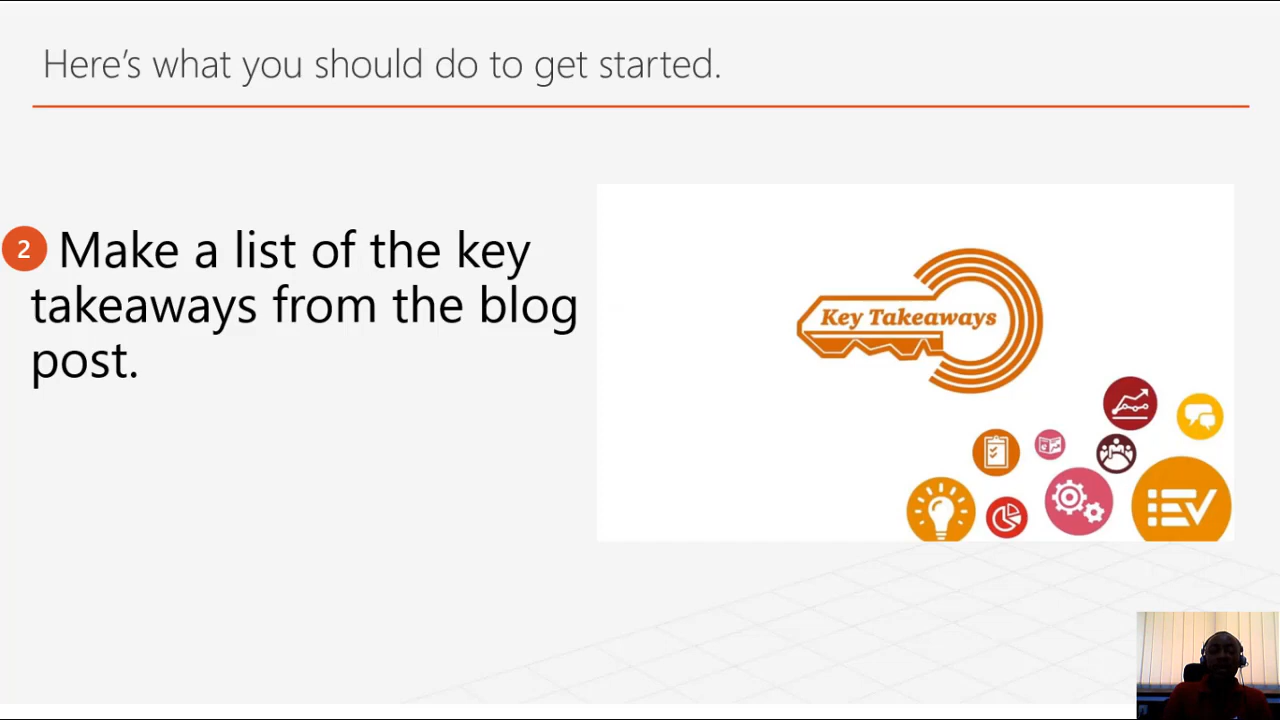 Here's what you should do to get started.
2 Make a list of the key
takeaways from the blog
post.
Key Takeaways